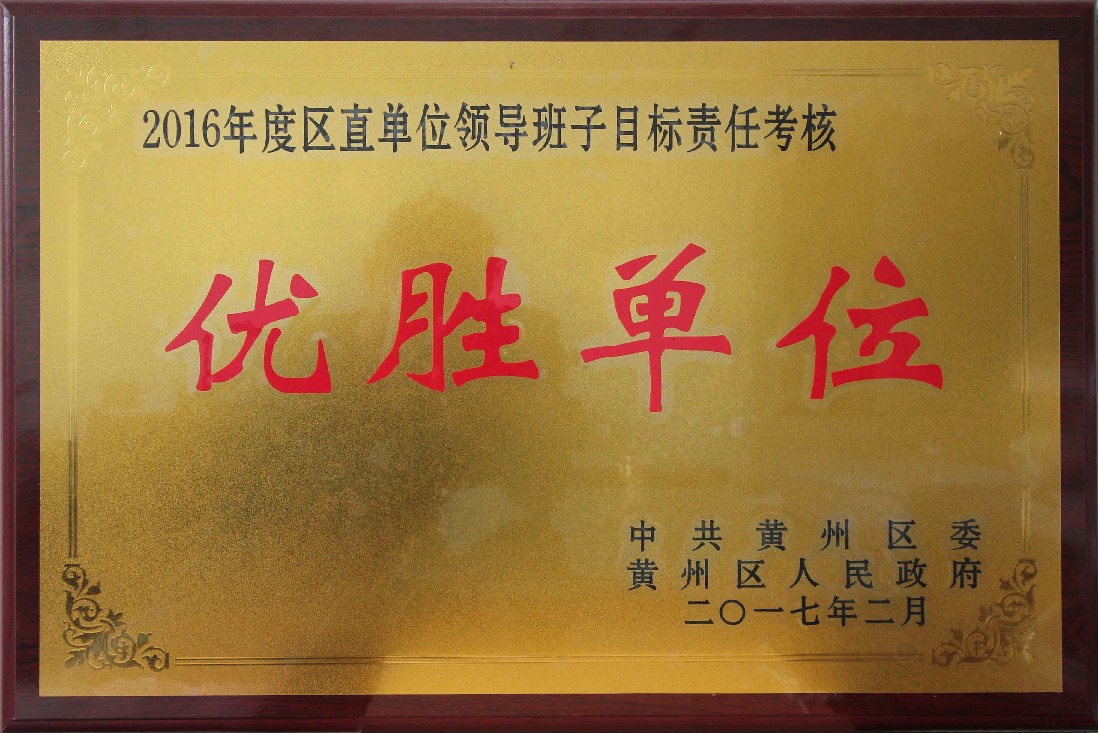 2016年度区直单位领导班子目标责任考核
优胜单位
中共黄州区委
黄州区人民政府
二〇一七年二月